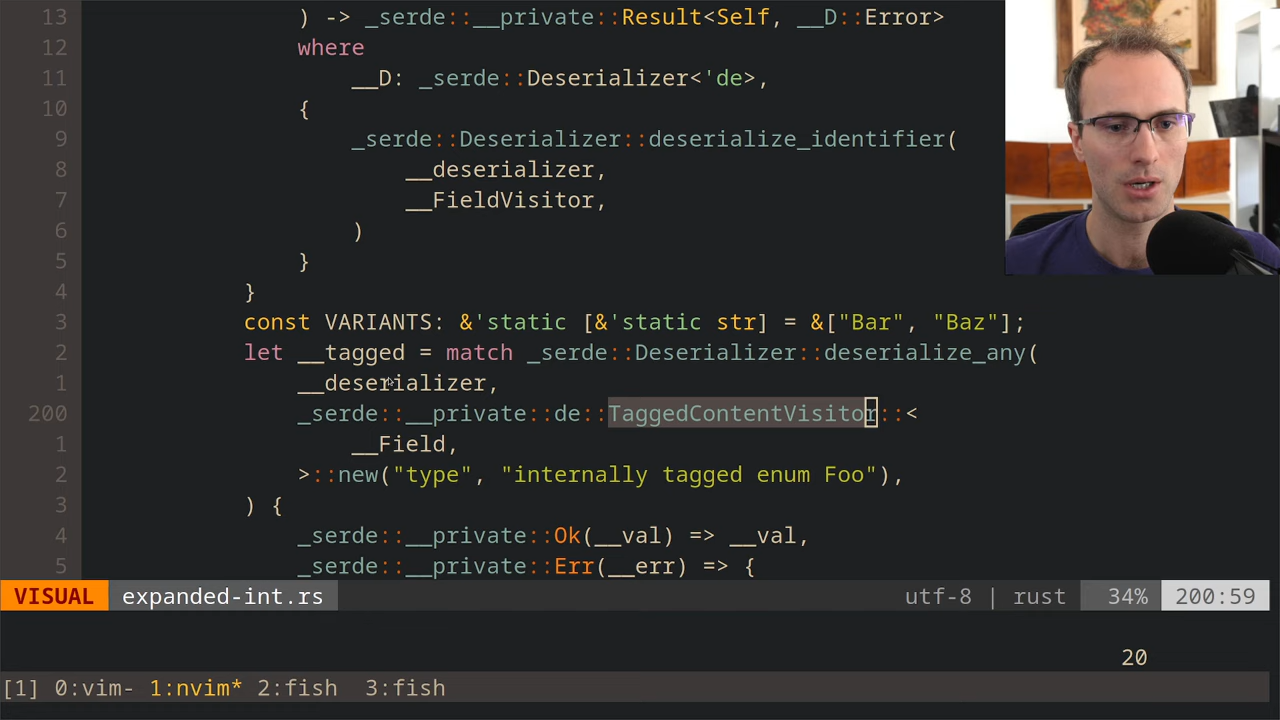 13 ) -> _serde::__private::Result<Self, __D::Error>
12 where
11 __D: _serde::Deserializer<'de>,
10 {
9 _serde::Deserializer::deserialize_identifier(
8 __deserializer,
7 __FieldVisitor,
6 )
5 }
4 }
3 const VARIANTS: &'static [&'static str] = &["Bar", "Baz"];
2 let __tagged = match _serde::Deserializer::deserialize_any(
1 __deserializer,
200 _serde::__private::de::TaggedContentVisitor::<
1 __Field,
2 >::new("type", "internally tagged enum Foo"),
3 ) {
4 _serde::__private::Ok(__val) => __val,
5 _serde::__private::Err(__err) => {
VISUAL expanded-int.rs utf-8 | rust 34% 200:59
20
[1] 0:vim- 1:nvim* 2:fish 3:fish